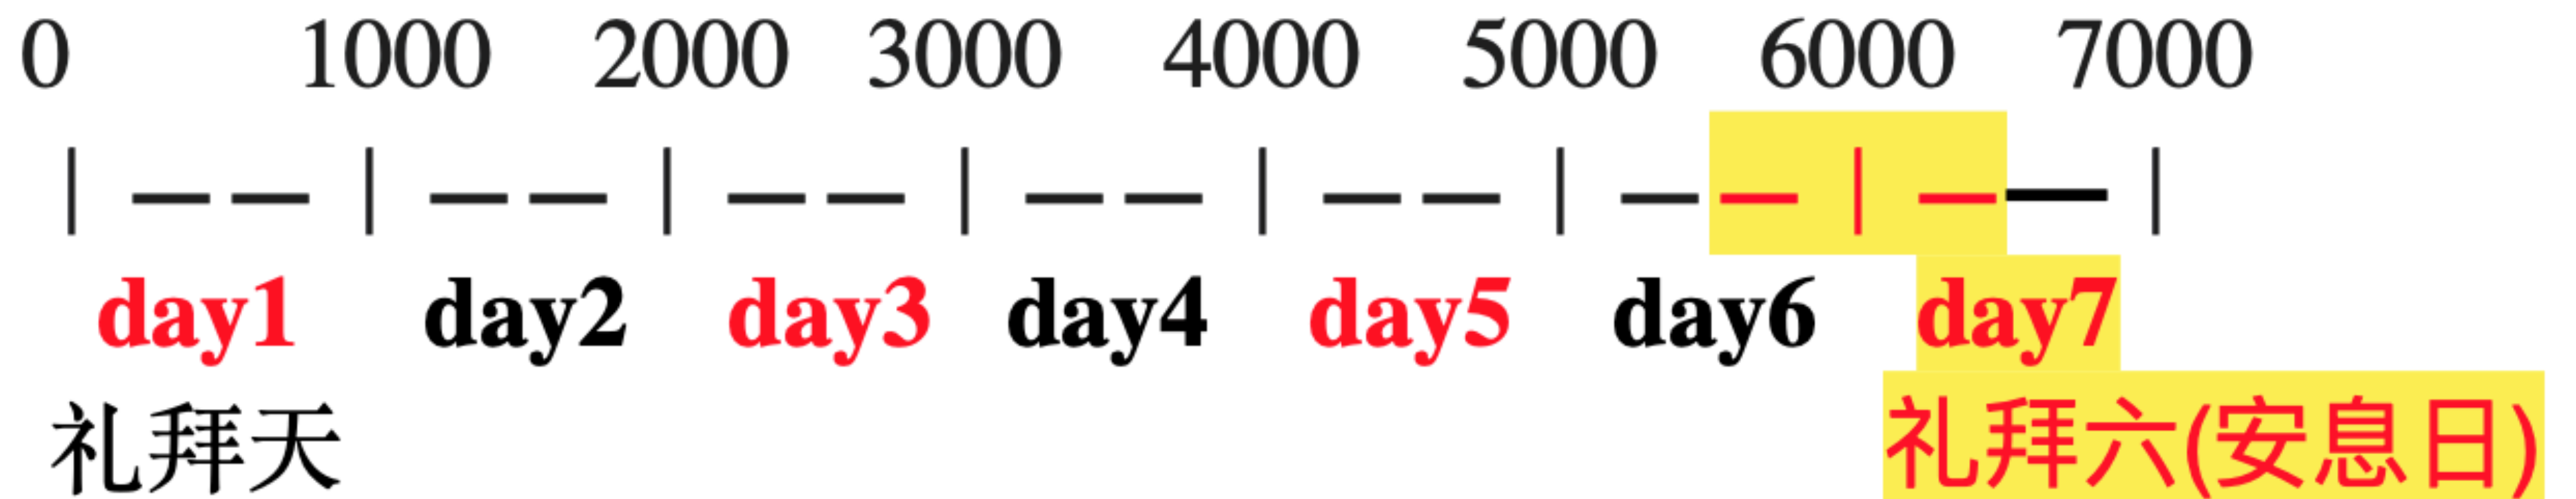 0 1000 2000 3000 4000 5000 6000 7000
| — — | — — | — — | — — | — — | — — | — — |
day1 day2 day3 day4 day5 day6 day7
礼拜天 礼拜六(安息日)